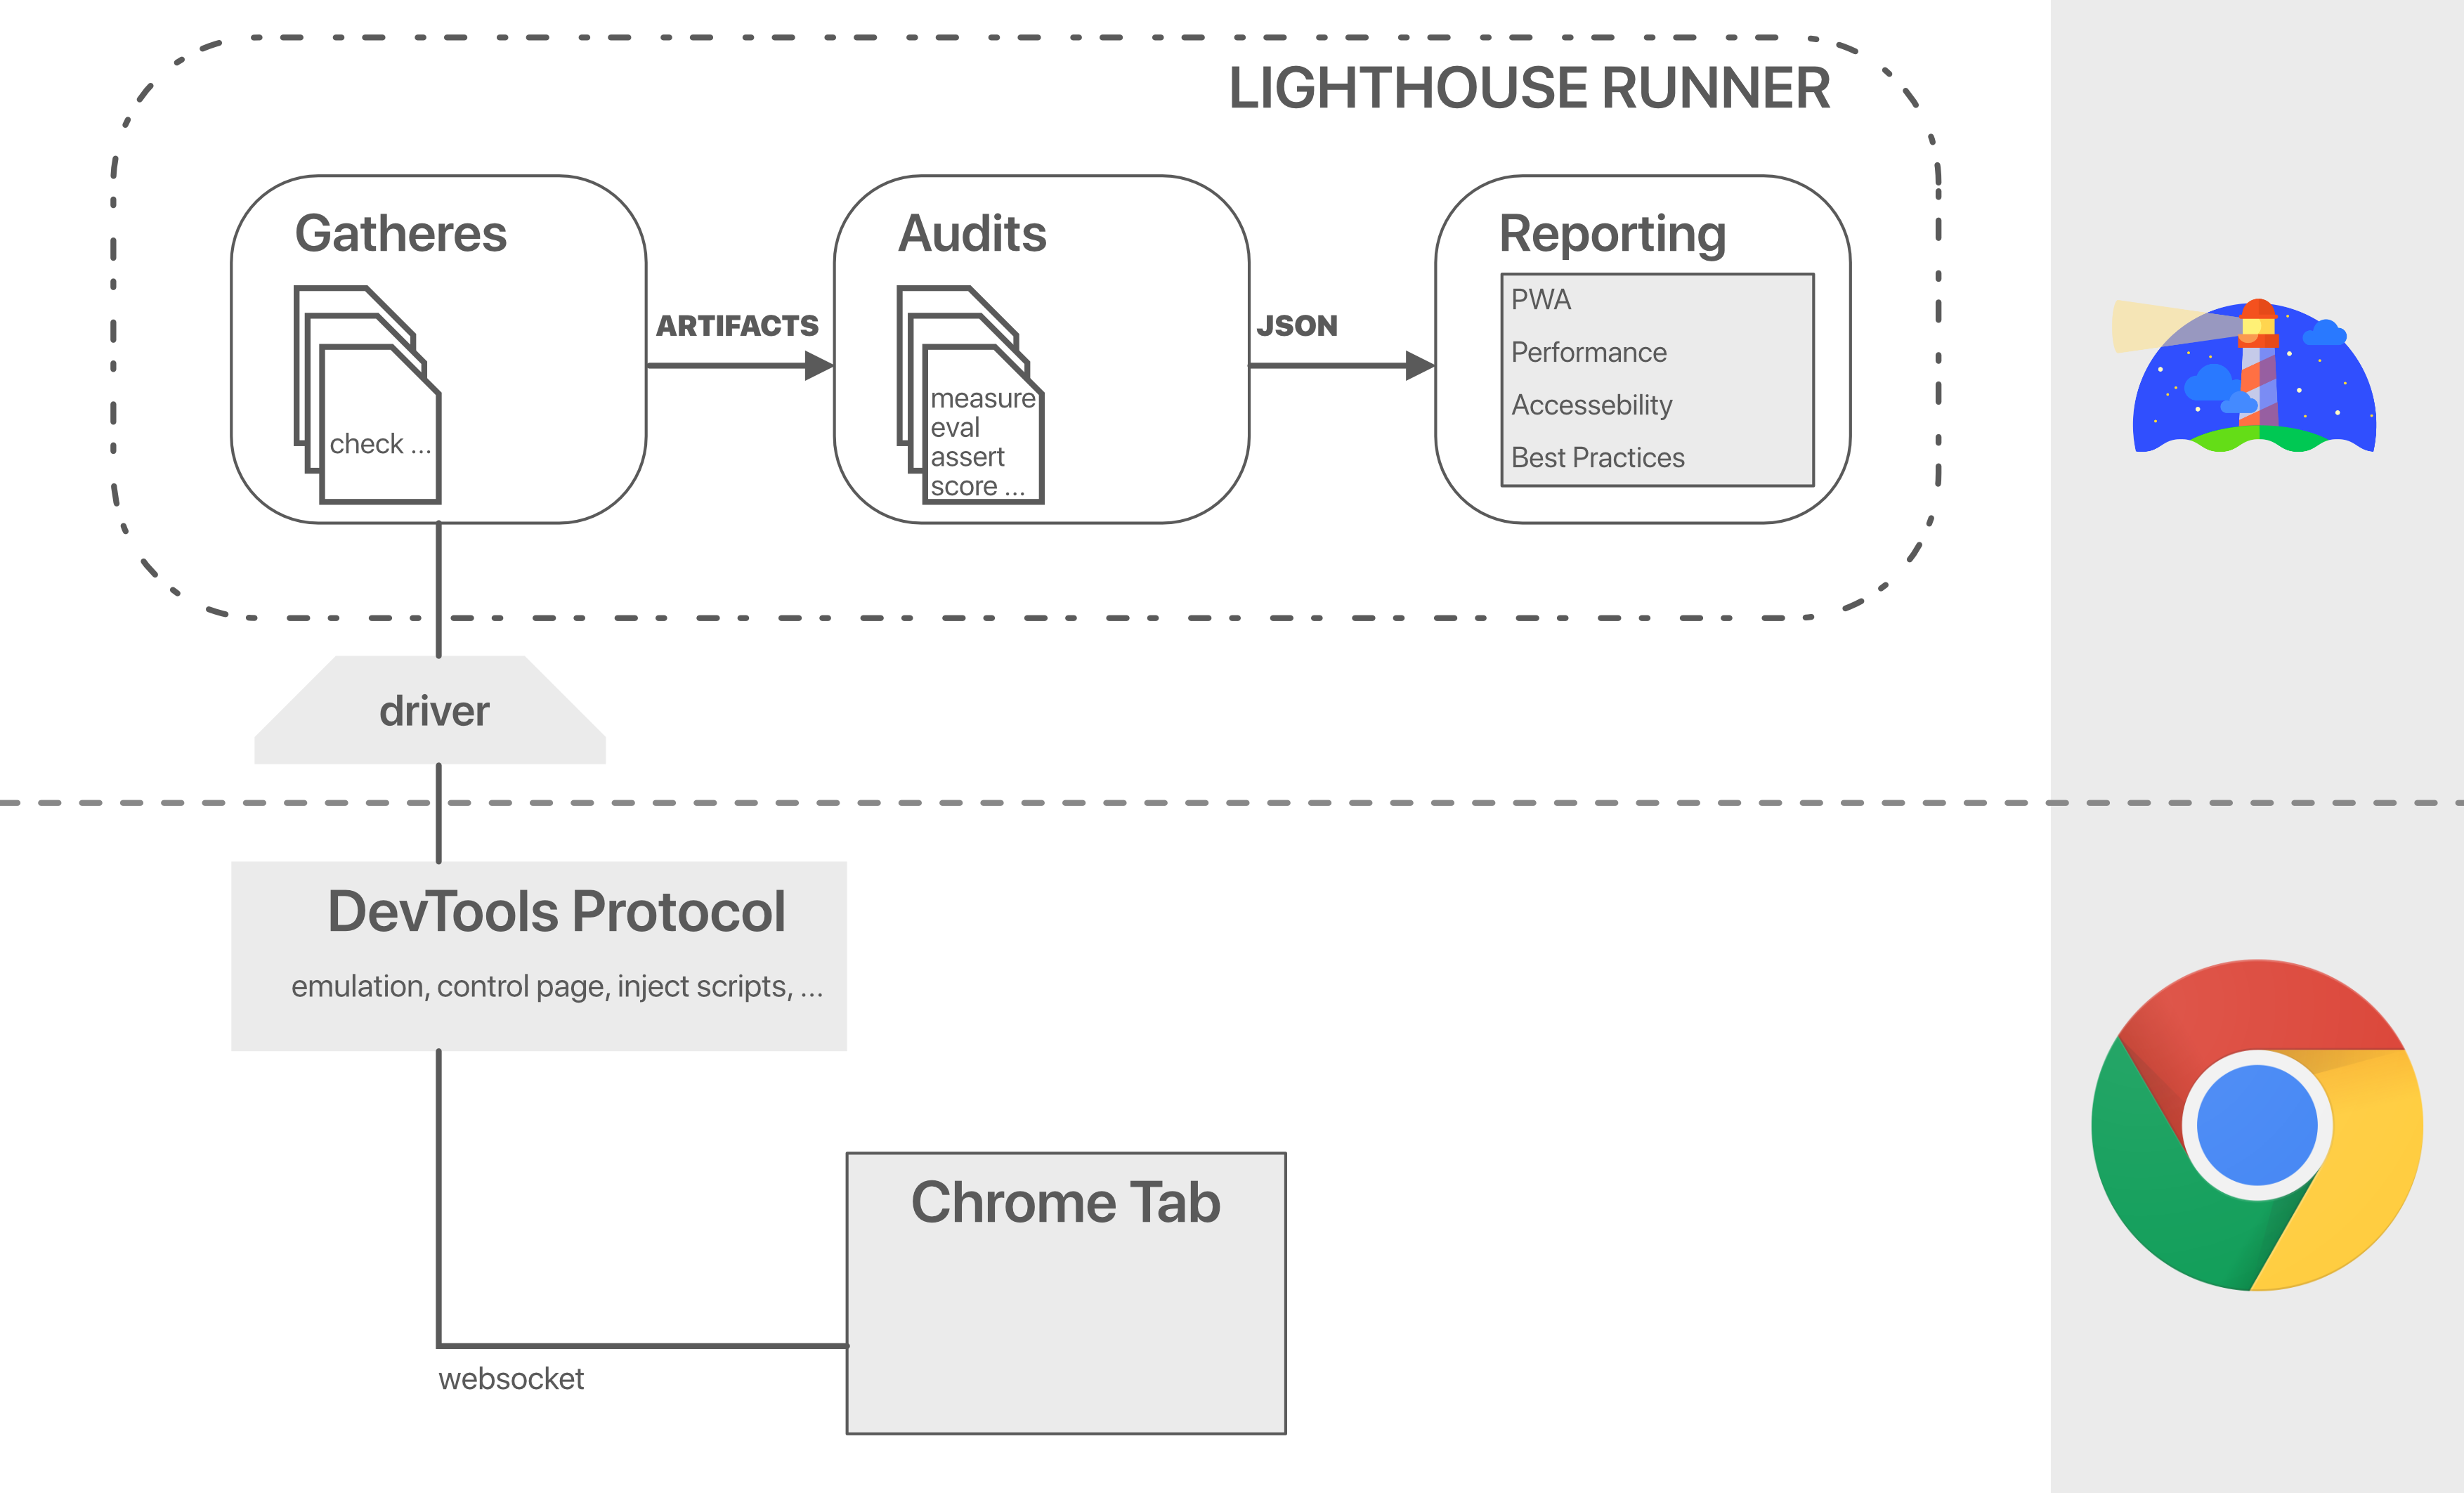 LIGHTHOUSE RUNNER
Gatheres
check ...
ARTIFACTS
Audits
measure
eval
assert
score ...
JSON
Reporting
PWA
Performance
Accessebility
Best Practices
driver
DevTools Protocol
emulation, control page, inject scripts, ...
Chrome Tab
websocket